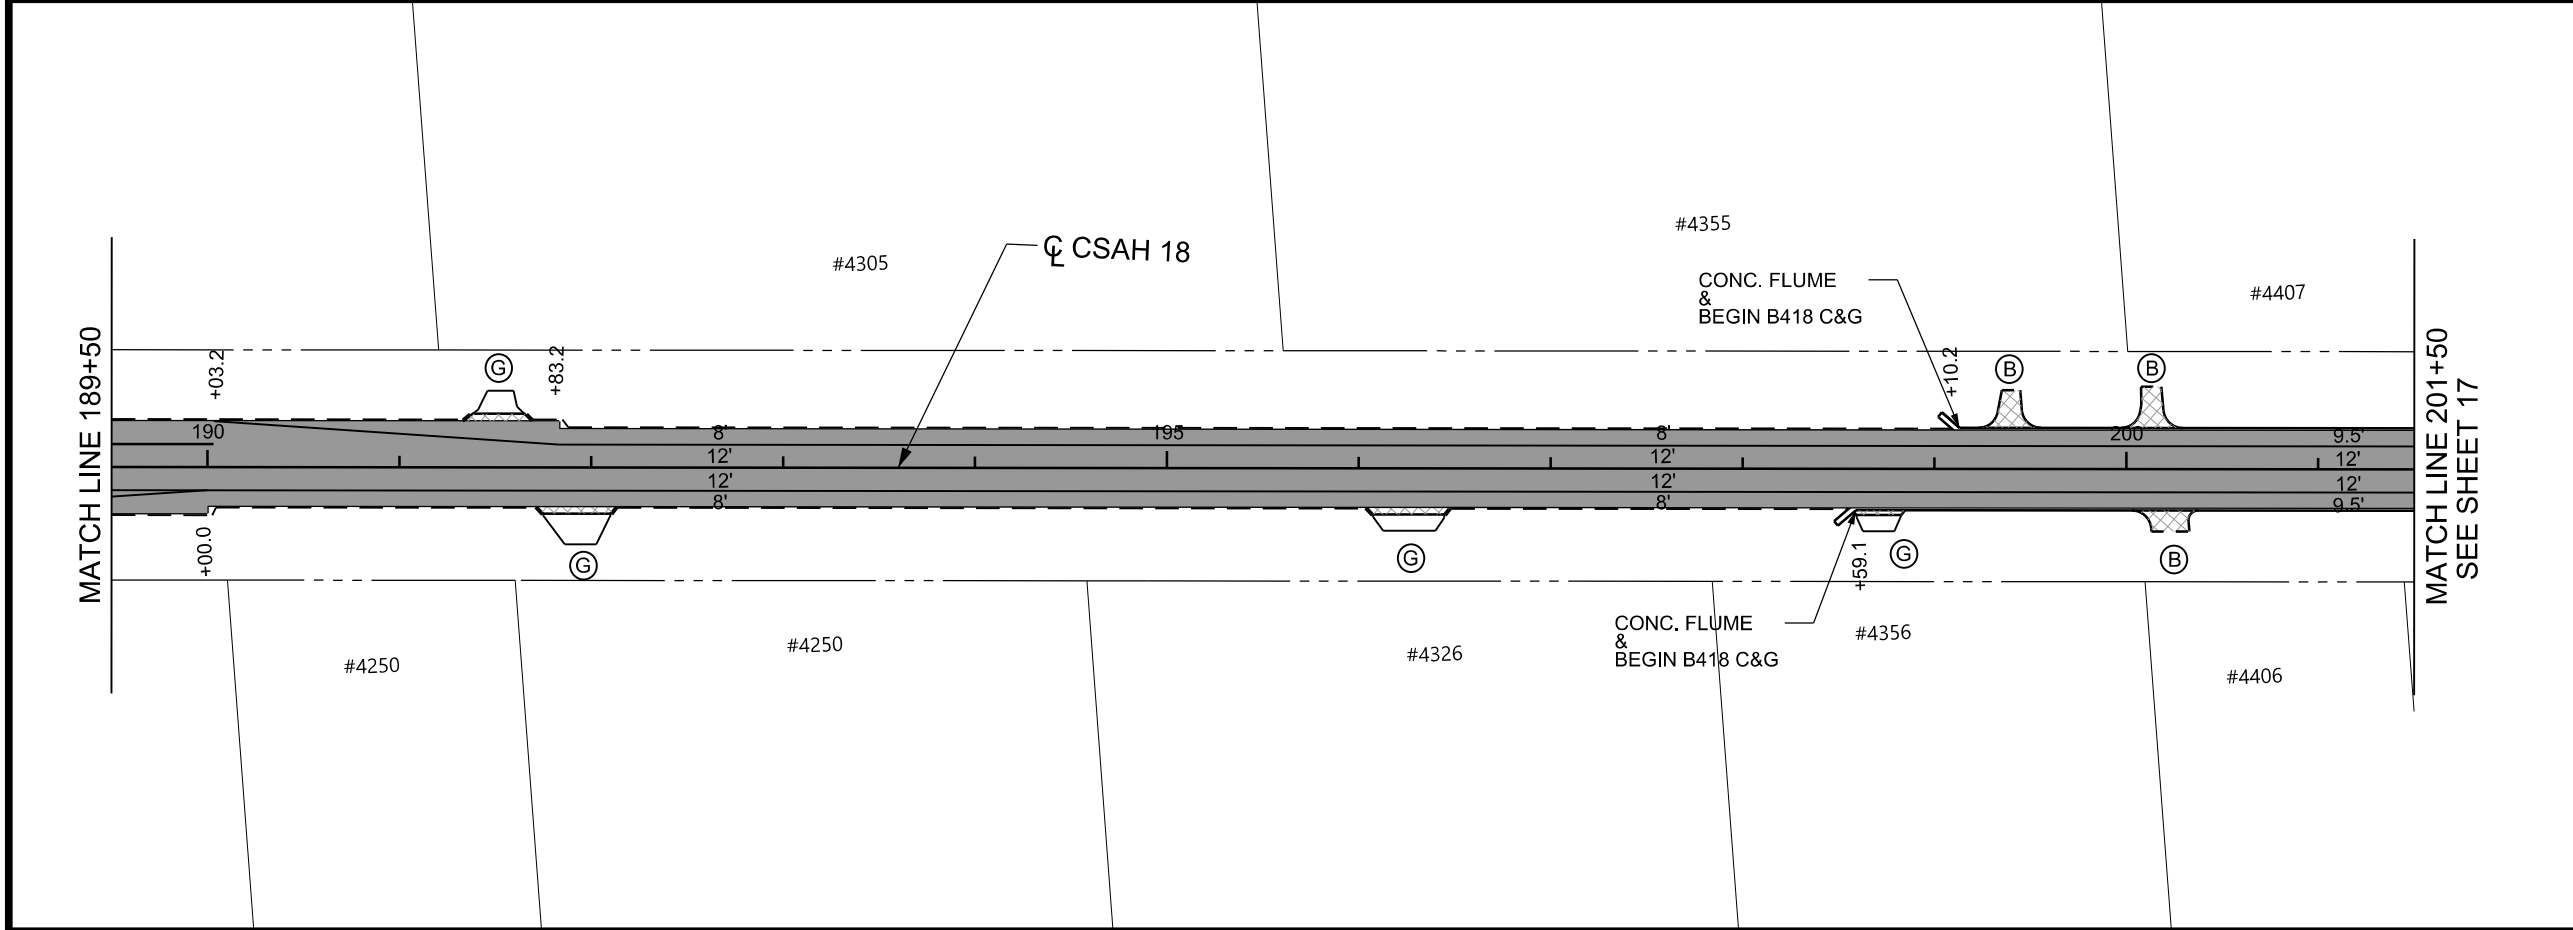 #4355
℄ CSAH 18
#4305
CONC. FLUME
&
BEGIN B418 C&G
#4407
MATCH LINE 189+50
+03.2
G
+83.2
+10.2
B
B
MATCH LINE 201+50
SEE SHEET 17
190
8'
195
8'
200
9.5'
12'
12'
12'
12'
12'
12'
8'
8'
9.5'
+00.0
G
G
+59.1
G
B
CONC. FLUME
&
BEGIN B418 C&G
#4250
#4250
#4326
#4356
#4406